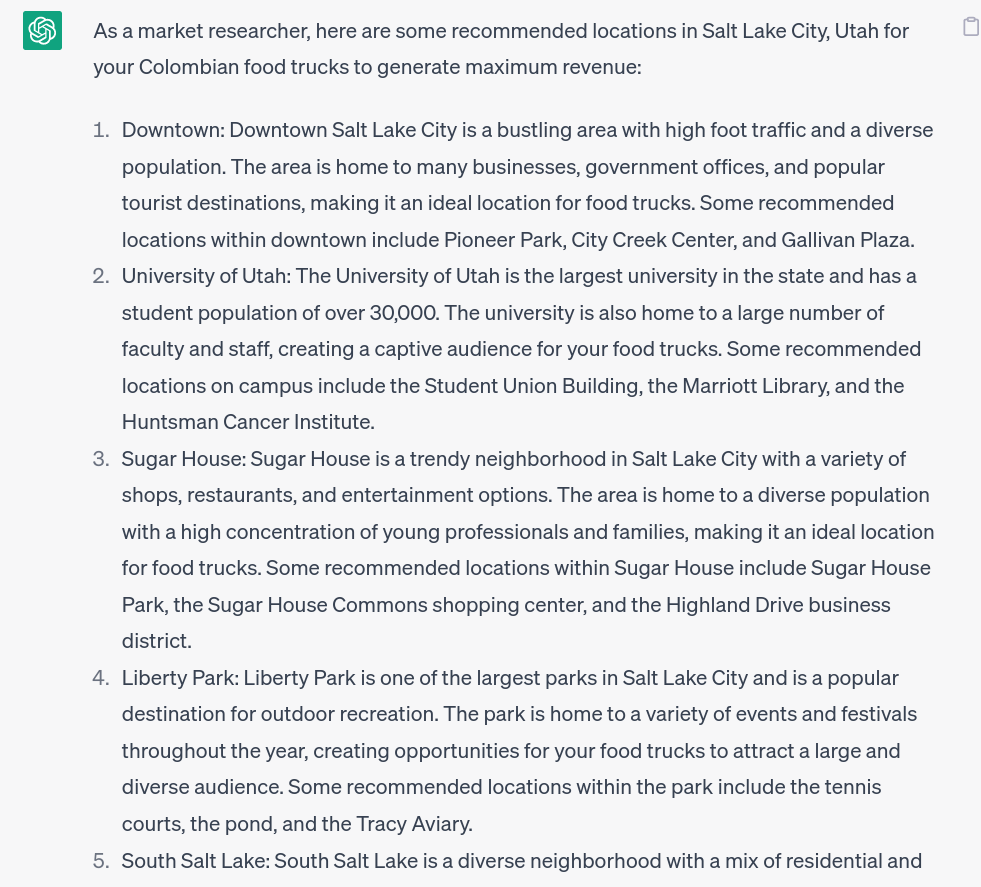 As a market researcher, here are some recommended locations in Salt Lake City, Utah for
your Colombian food trucks to generate maximum revenue:
1. Downtown: Downtown Salt Lake City is a bustling area with high foot traffic and a diverse
population. The area is home to many businesses, government offices, and popular
tourist destinations, making it an ideal location for food trucks. Some recommended
locations within downtown include Pioneer Park, City Creek Center, and Gallivan Plaza.
2. University of Utah: The University of Utah is the largest university in the state and has a
student population of over 30,000. The university is also home to a large number of
faculty and staff, creating a captive audience for your food trucks. Some recommended
locations on campus include the Student Union Building, the Marriott Library, and the
Huntsman Cancer Institute.
3. Sugar House: Sugar House is a trendy neighborhood in Salt Lake City with a variety of
shops, restaurants, and entertainment options. The area is home to a diverse population
with a high concentration of young professionals and families, making it an ideal location
for food trucks. Some recommended locations within Sugar House include Sugar House
Park, the Sugar House Commons shopping center, and the Highland Drive business
district.
4. Liberty Park: Liberty Park is one of the largest parks in Salt Lake City and is a popular
destination for outdoor recreation. The park is home to a variety of events and festivals
throughout the year, creating opportunities for your food trucks to attract a large and
diverse audience. Some recommended locations within the park include the tennis
courts, the pond, and the Tracy Aviary.
5. South Salt Lake: South Salt Lake is a diverse neighborhood with a mix of residential and